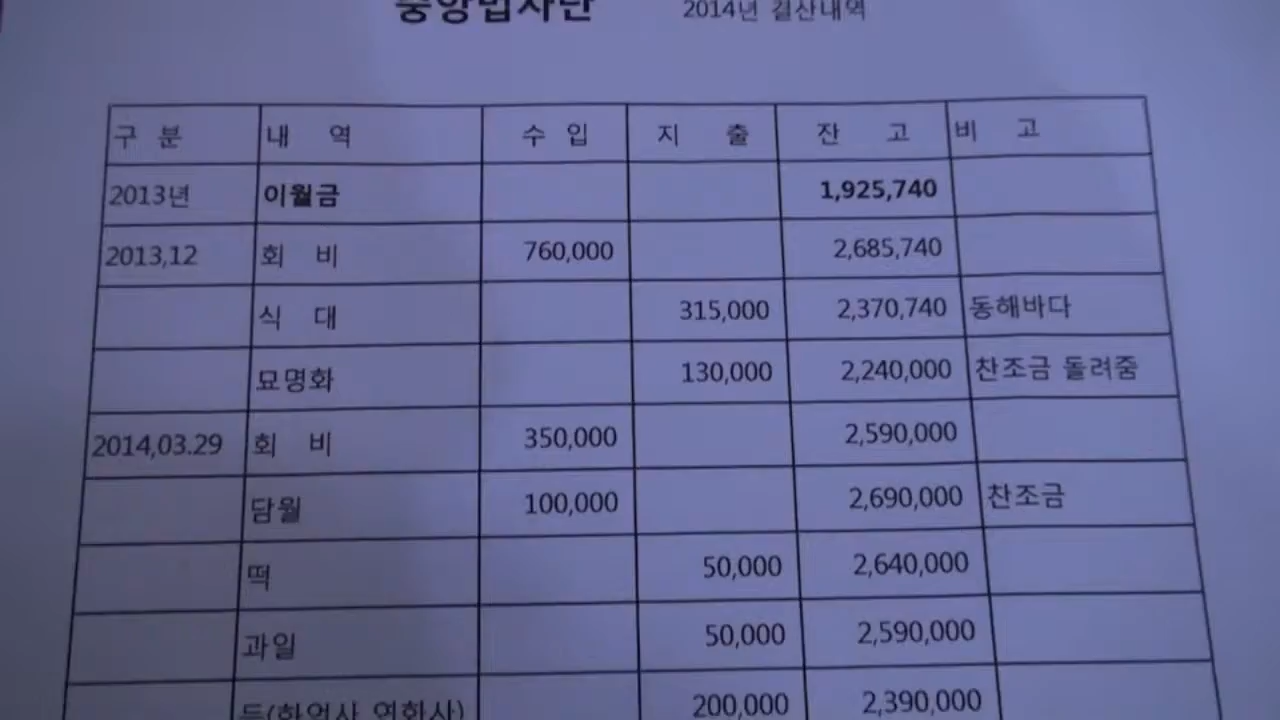 중앙법사단 2014년 결산내역
구 분 내 역 수 입 지 출 잔 고 비 고
2013년 이월금 1,925,740
2013,12 회 비 760,000 2,685,740
식 대 315,000 2,370,740 동해바다
묘명화 130,000 2,240,000 찬조금 돌려줌
2014,03.29 회 비 350,000 2,590,000
담월 100,000 2,690,000 찬조금
떡 50,000 2,640,000
과일 50,000 2,590,000
200,000 2,390,000